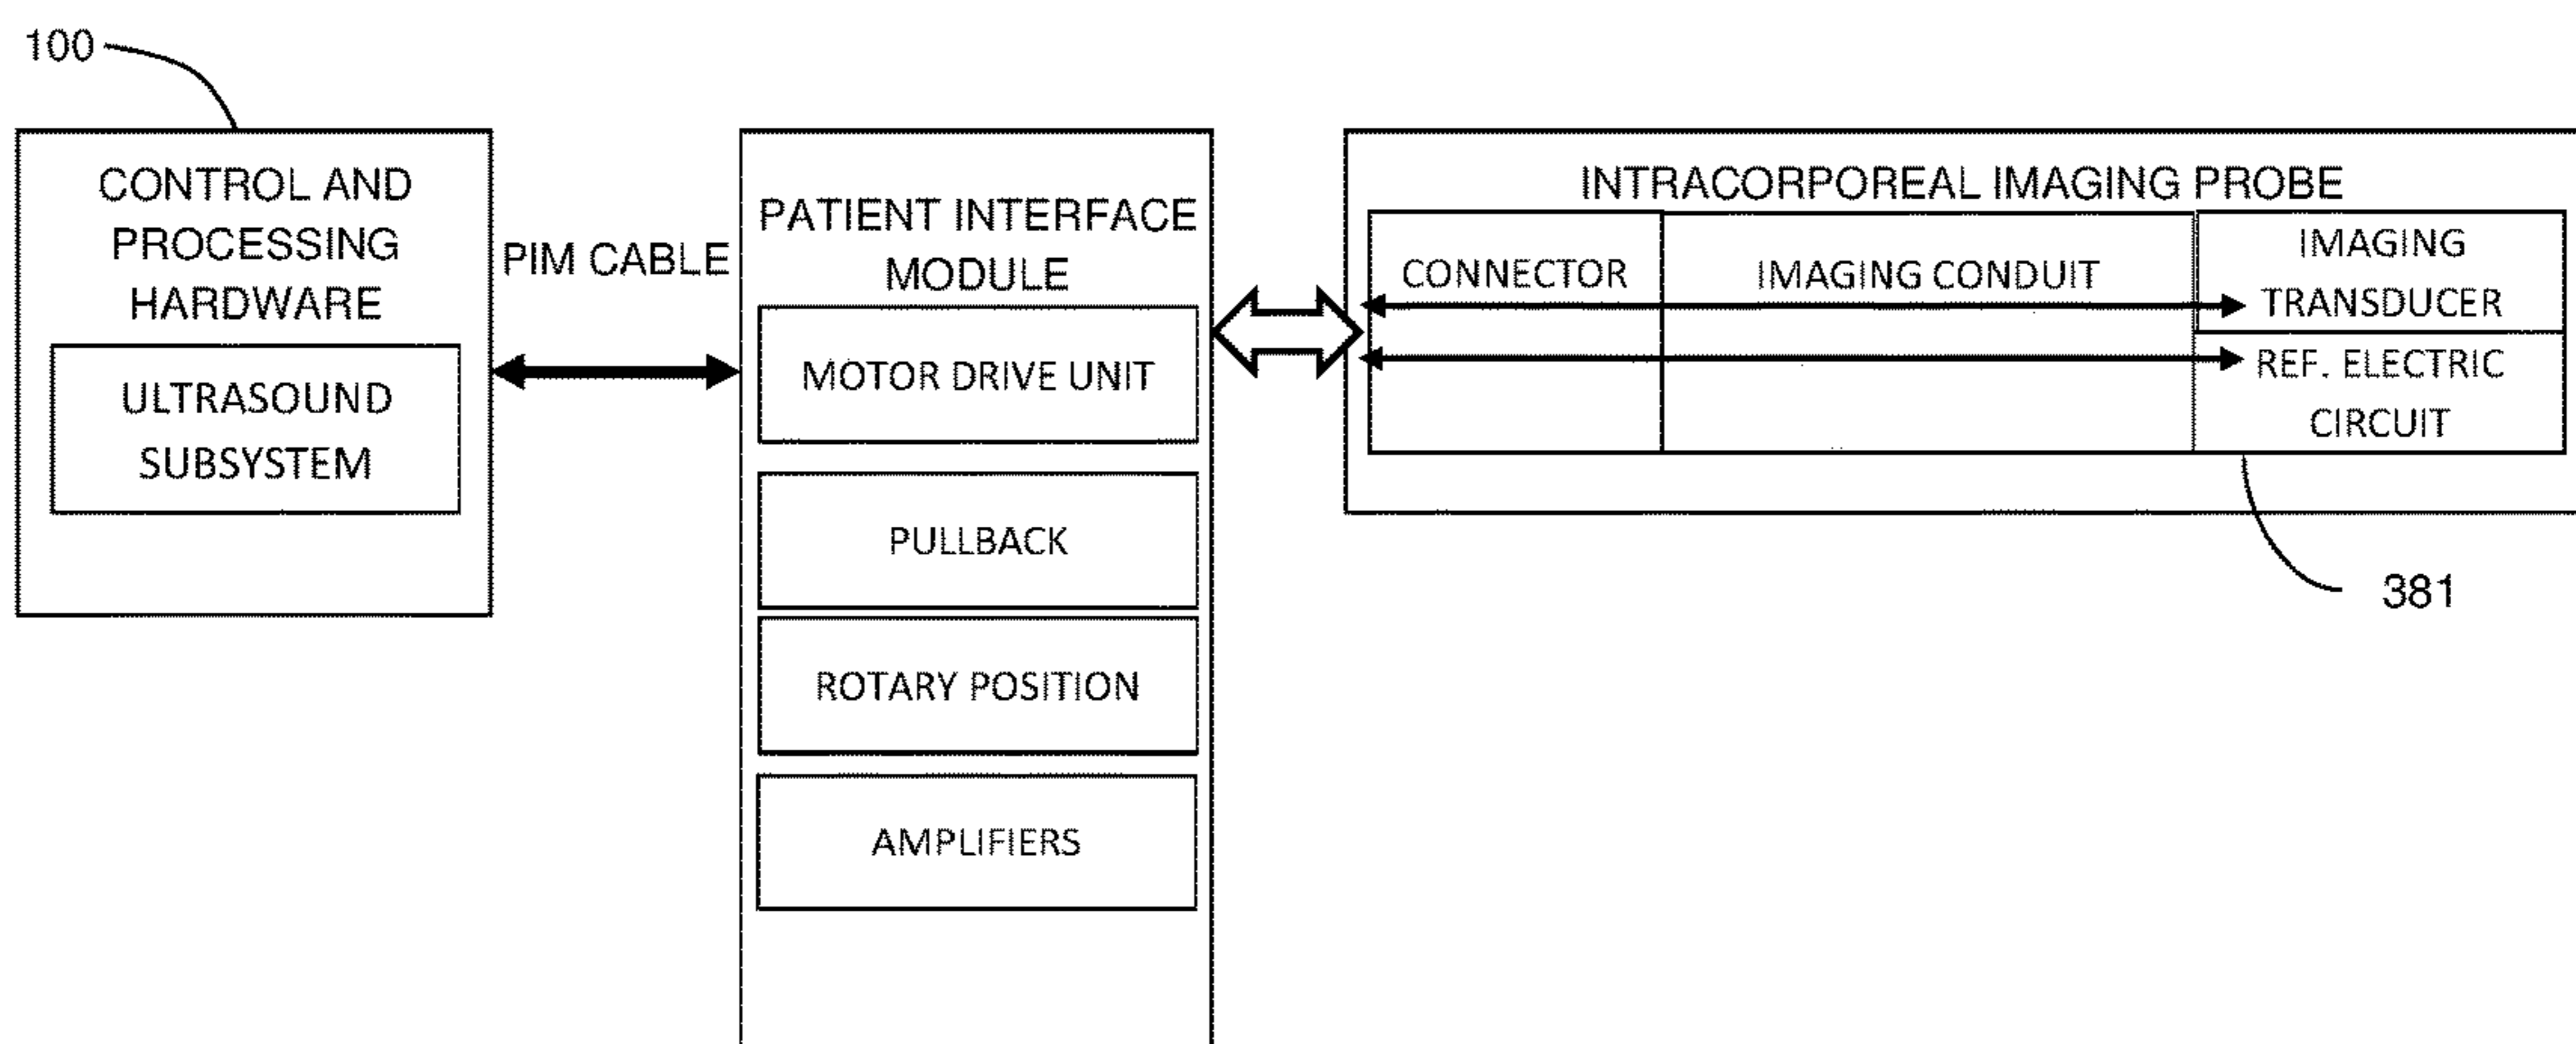 100
CONTROL AND
PROCESSING
HARDWARE
ULTRASOUND
SUBSYSTEM
PIM CABLE
PATIENT INTERFACE
MODULE
MOTOR DRIVE UNIT
PULLBACK
ROTARY POSITION
AMPLIFIERS
INTRACORPOREAL IMAGING PROBE
CONNECTOR
IMAGING CONDUIT
IMAGING
TRANSDUCER
REF. ELECTRIC
CIRCUIT
381